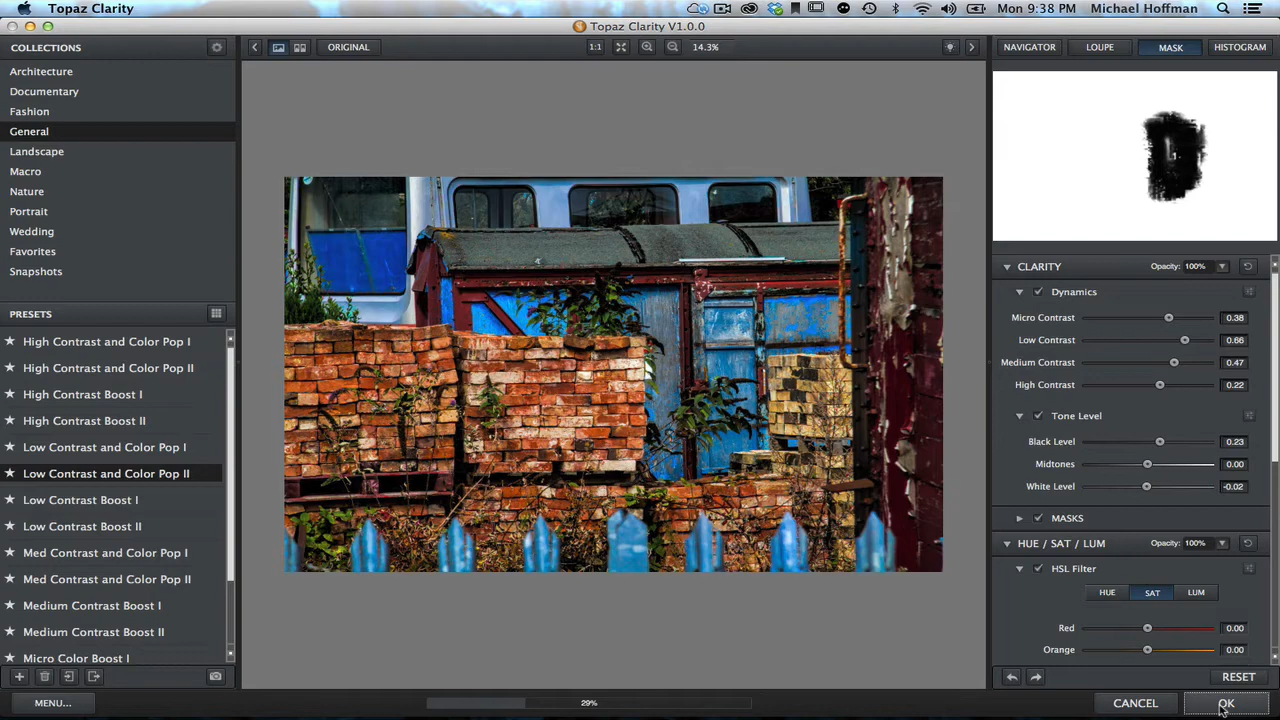 Topaz Clarity
Mon 9:38 PM
Michael Hoffman
Topaz Clarity V1.0.0
COLLECTIONS
Architecture
Documentary
Fashion
General
Landscape
Macro
Nature
Portrait
Wedding
Favorites
Snapshots
PRESETS
High Contrast and Color Pop I
High Contrast and Color Pop II
High Contrast Boost I
High Contrast Boost II
Low Contrast and Color Pop I
Low Contrast and Color Pop II
Low Contrast Boost I
Low Contrast Boost II
Med Contrast and Color Pop I
Med Contrast and Color Pop II
Medium Contrast Boost I
Medium Contrast Boost II
Micro Color Boost I
MENU...
ORIGINAL
1:1
14.3%
29%
NAVIGATOR
LOUPE
MASK
HISTOGRAM
CLARITY
Opacity: 100%
Dynamics
Micro Contrast 0.38
Low Contrast 0.66
Medium Contrast 0.47
High Contrast 0.22
Tone Level
Black Level 0.23
Midtones 0.00
White Level -0.02
MASKS
HUE / SAT / LUM
Opacity: 100%
HSL Filter
HUE
SAT
LUM
Red 0.00
Orange 0.00
RESET
CANCEL
OK